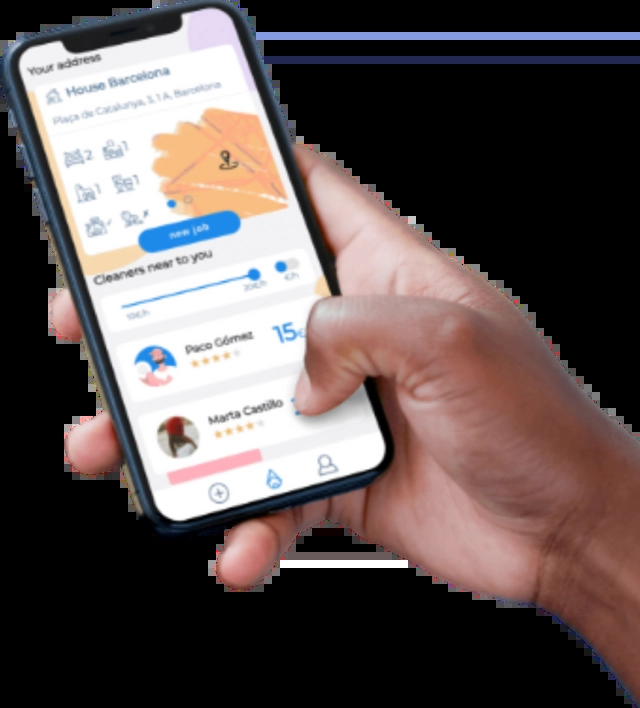 Your address
House Barcelona
Plaça de Catalunya, 3, 1 A, Barcelona
2 1
1 1
new job
Cleaners near to you
10€/h 20€/h €/h
Paco Gómez 15€
Marta Castillo